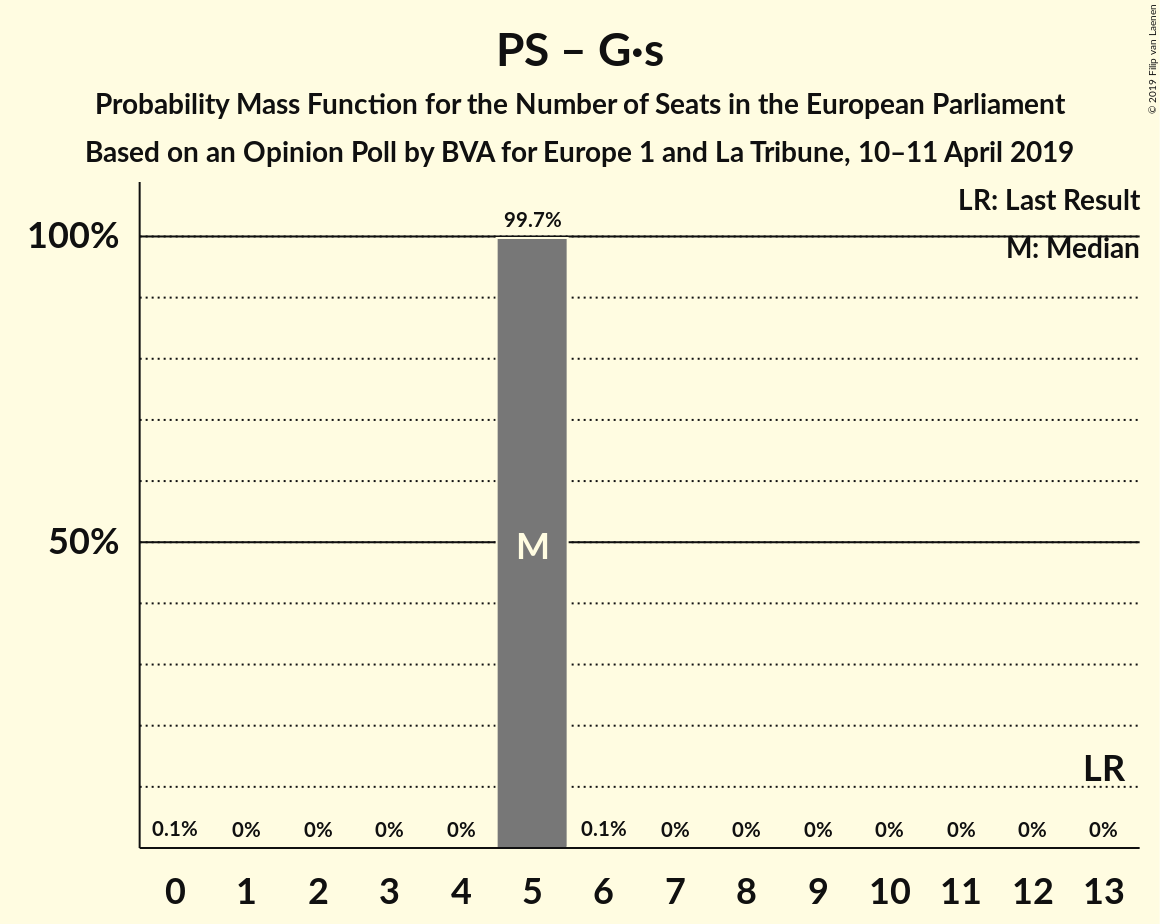 PS – G·s
Probability Mass Function for the Number of Seats in the European Parliament
Based on an Opinion Poll by BVA for Europe 1 and La Tribune, 10–11 April 2019
© 2019 Filip van Laenen
LR: Last Result
M: Median
99.7%
100%
50%
M
LR
0.1% 0% 0% 0% 0% 0.1% 0% 0% 0% 0% 0% 0% 0%
0 1 2 3 4 5 6 7 8 9 10 11 12 13